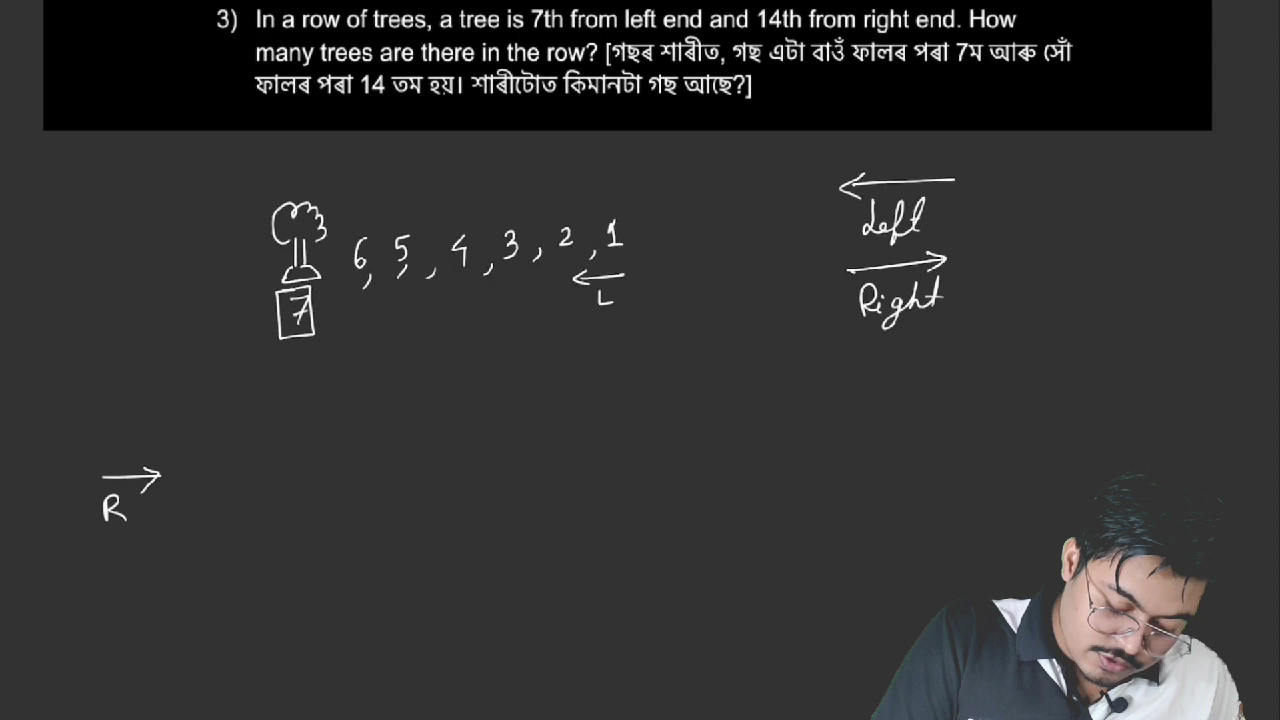 3) In a row of trees, a tree is 7th from left end and 14th from right end. How
many trees are there in the row? [গছৰ শাৰীত, গছ এটা বাওঁ ফালৰ পৰা 7ম আৰু সোঁ
ফালৰ পৰা 14 তম হয়। শাৰীটোত কিমানটা গছ আছে?]
Left
6, 5, , 4 , 3 , 2 , 1
L
Right
7
R